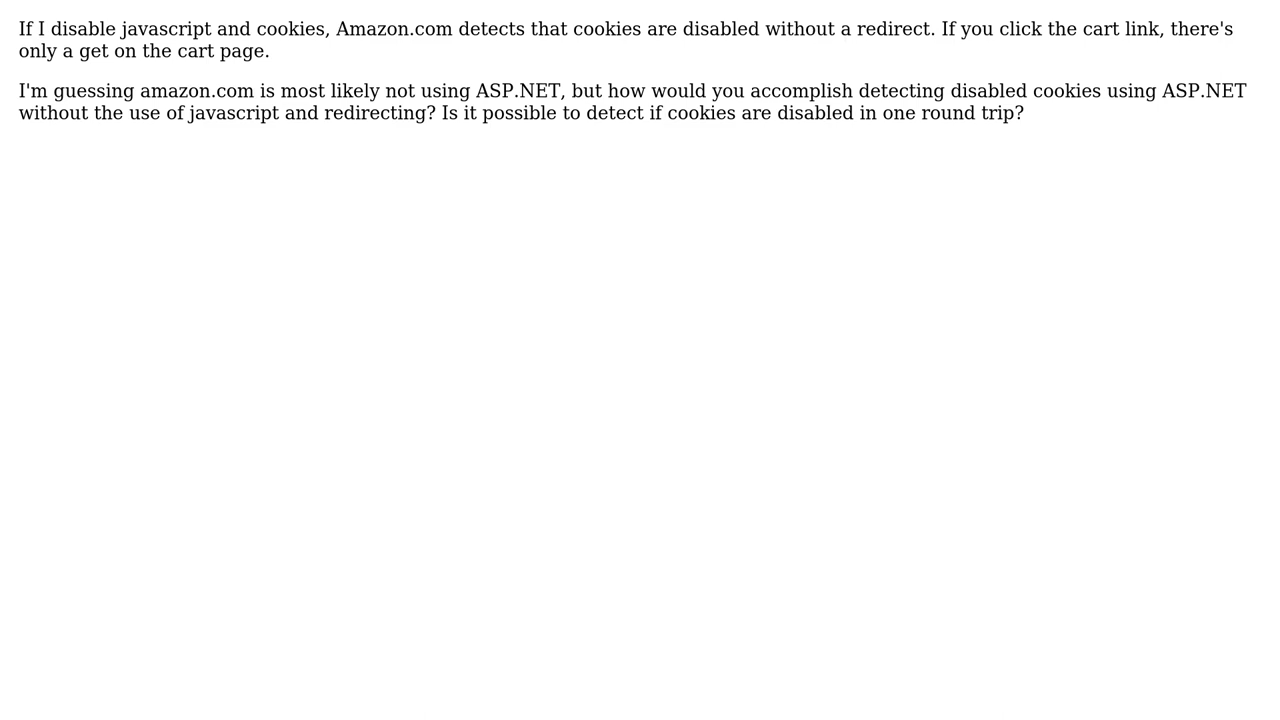 If I disable javascript and cookies, Amazon.com detects that cookies are disabled without a redirect. If you click the cart link, there's
only a get on the cart page.
I'm guessing amazon.com is most likely not using ASP.NET, but how would you accomplish detecting disabled cookies using ASP.NET
without the use of javascript and redirecting? Is it possible to detect if cookies are disabled in one round trip?